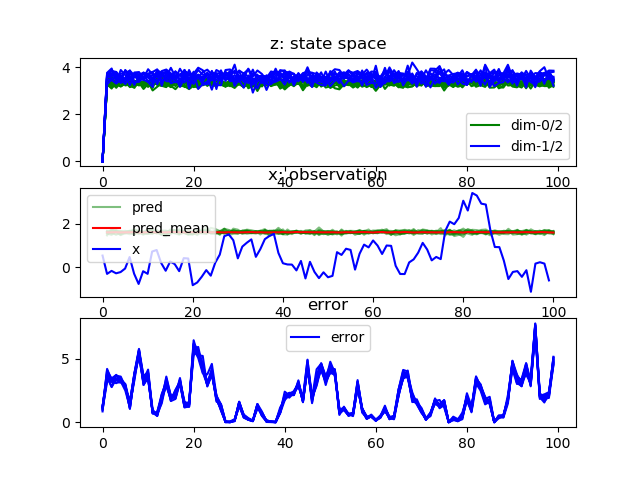 z: state space
4
2
0
dim-0/2
dim-1/2
0 20 40 60 80 100
x: observation
2
0
pred
pred_mean
x
0 20 40 60 80 100
error
5
0
error
0 20 40 60 80 100